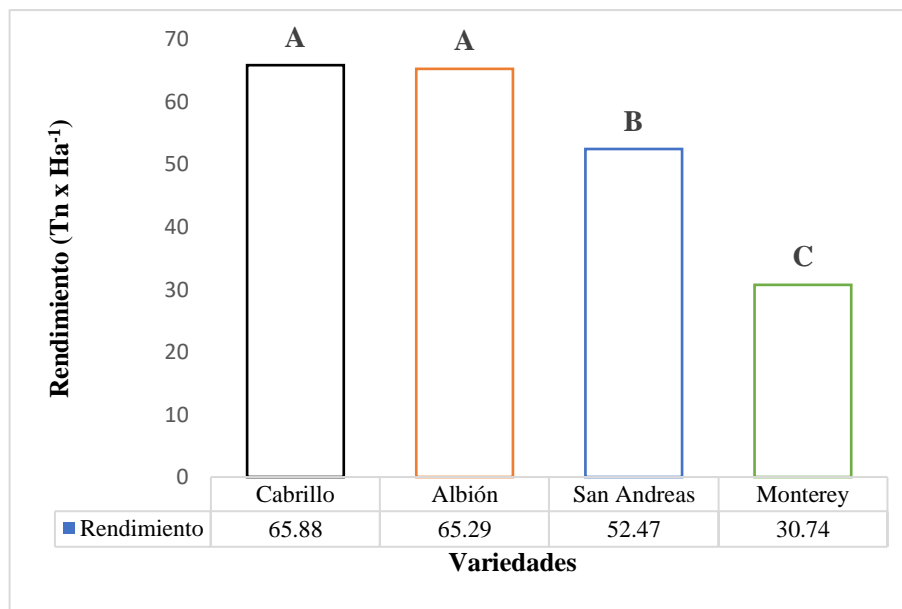 Rendimiento (Tn x Ha-1)
70
60
50
40
30
20
10
0
A
A
B
C
Cabrillo Albión San Andreas Monterey
Rendimiento 65.88 65.29 52.47 30.74
Variedades